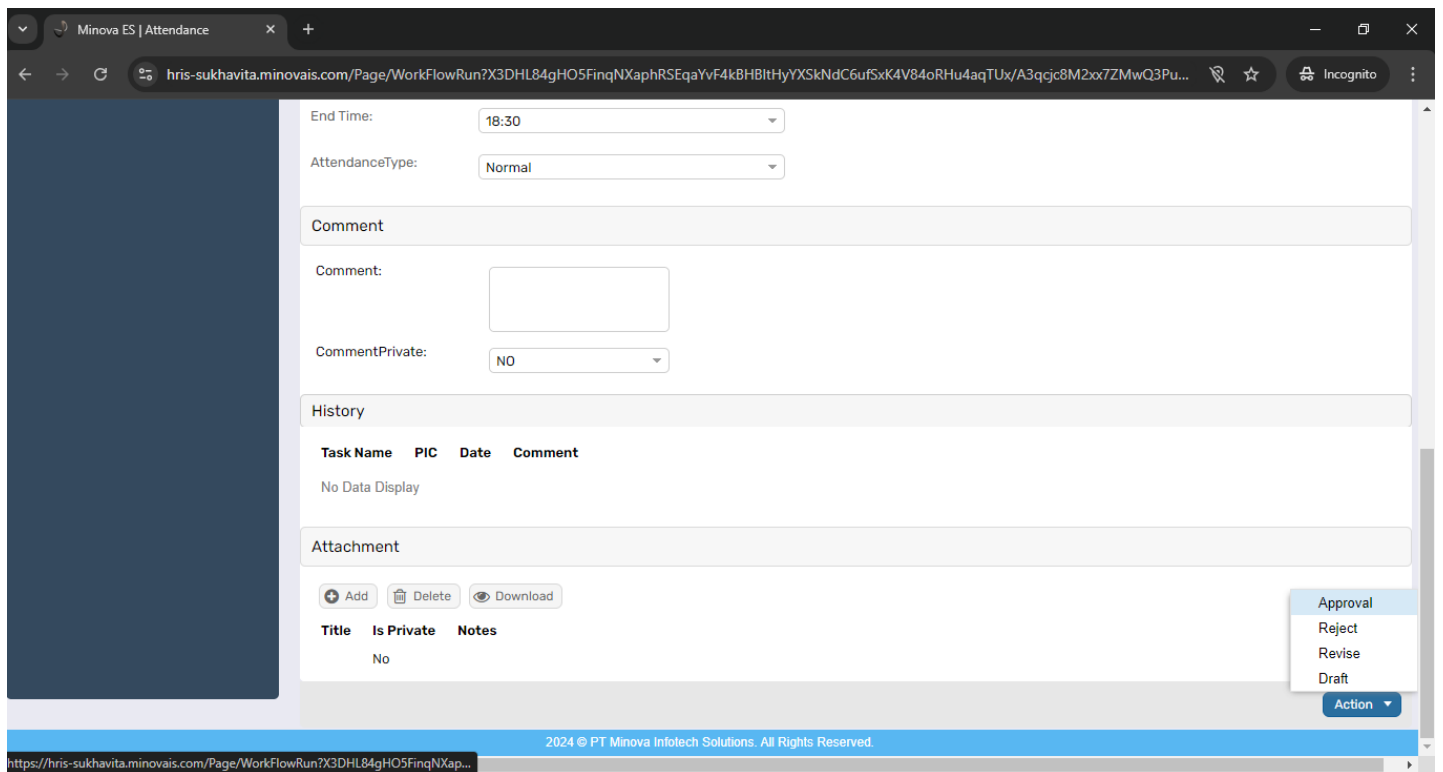 Minova ES | Attendance
hris-sukhavita.minovais.com/Page/WorkFlowRun?X3DHL84gHO5FinqNXaphRSEqaYvF4kBHBltHyYXSkNdC6ufSxK4V84oRHu4aqTUx/A3qcjc8M2xx7ZMwQ3Pu...
Incognito
End Time:
18:30
AttendanceType:
Normal
Comment
Comment:
CommentPrivate:
NO
History
Task Name PIC Date Comment
No Data Display
Attachment
Add Delete Download
Title Is Private Notes
No
Approval
Reject
Revise
Draft
Action
2024 © PT Minova Infotech Solutions. All Rights Reserved.
https://hris-sukhavita.minovais.com/Page/WorkFlowRun?X3DHL84gHO5FinqNXap...